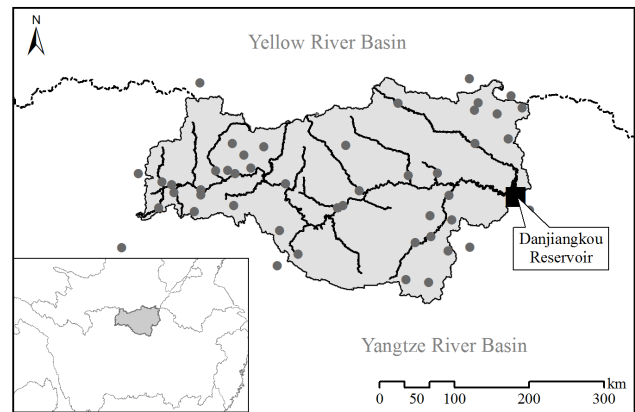 N
Yellow River Basin
Danjiangkou
Reservoir
Yangtze River Basin
km
0 50 100 200 300